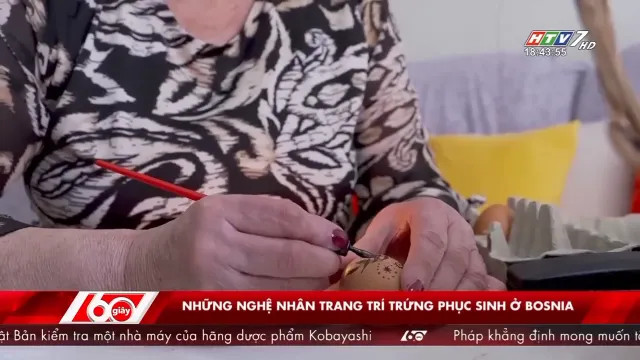 HTV7 HD
18:43:55
60 giây
NHỮNG NGHỆ NHÂN TRANG TRÍ TRỨNG PHỤC SINH Ở BOSNIA
ật Bản kiểm tra một nhà máy của hãng dược phẩm Kobayashi 60 giây Pháp khẳng định mong muốn t